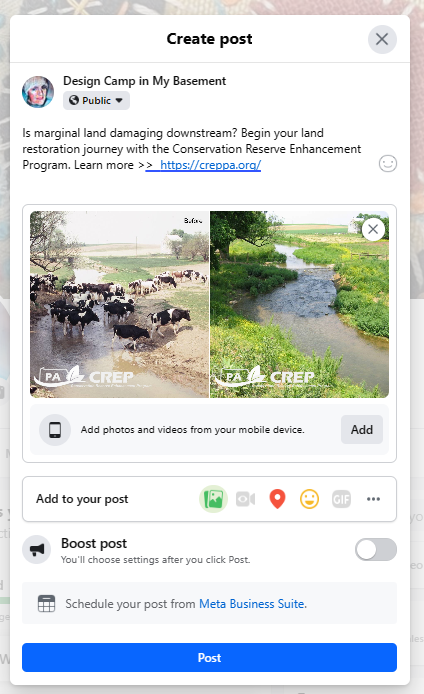 Create post
Design Camp in My Basement
Public
Is marginal land damaging downstream? Begin your land
restoration journey with the Conservation Reserve Enhancement
Program. Learn more >>  https://creppa.org/
Before
PA CREP
PA CREP
Add photos and videos from your mobile device.
Add
Add to your post
GIF
Boost post
You'll choose settings after you click Post.
Schedule your post from Meta Business Suite.
Post